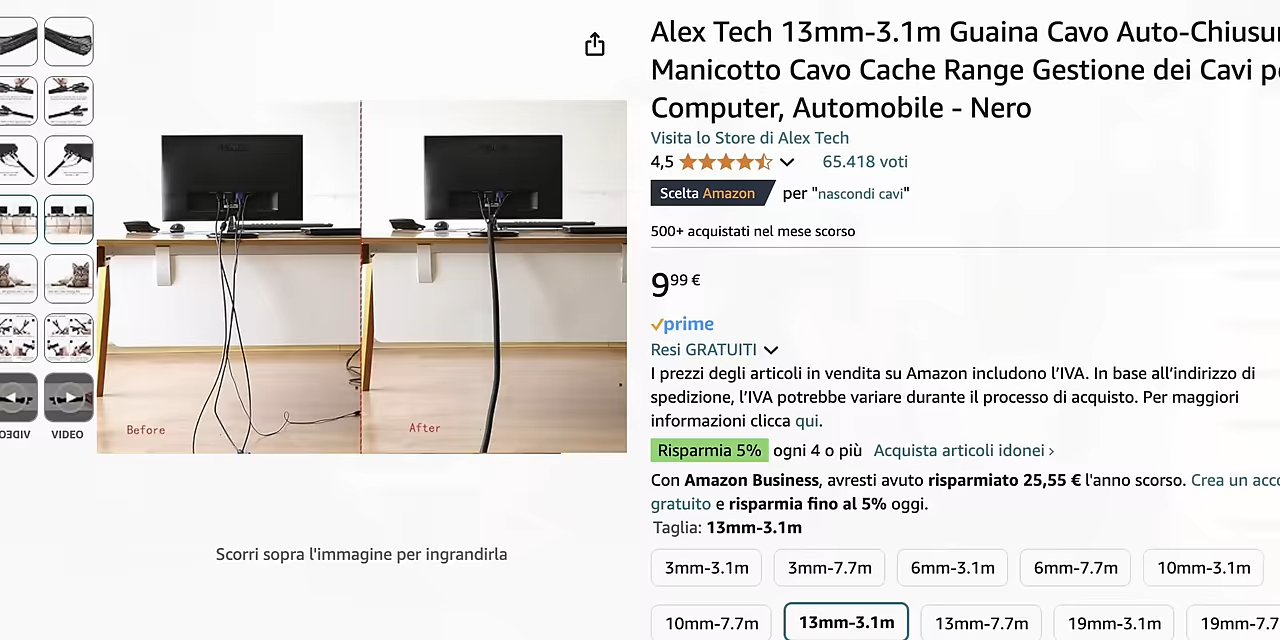 Alex Tech 13mm-3.1m Guaina Cavo
Manicotto Cavo Cache Range Gestione dei Cavi
Computer, Automobile - Nero
Visita lo Store di Alex Tech
4,5 65.418 voti
Scelta Amazon per "nascondi cavi"
500+ acquistati nel mese scorso
9,99 €
prime
Resi GRATUITI
I prezzi degli articoli in vendita su Amazon includono l’IVA. In base all’indirizzo di
spedizione, l’IVA potrebbe variare durante il processo di acquisto. Per maggiori
informazioni clicca qui.
Risparmia 5% ogni 4 o più Acquista articoli idonei ›
Con Amazon Business, avresti avuto risparmiato 25,55 € l'anno scorso. Crea un
gratuito e risparmia fino al 5% oggi.
Taglia: 13mm-3.1m
3mm-3.1m 3mm-7.7m 6mm-3.1m 6mm-7.7m 10mm-3.1m
10mm-7.7m 13mm-3.1m 13mm-7.7m 19mm-3.1m 19mm-7.7
Before
After
VIDEO
Scorri sopra l'immagine per ingrandirla